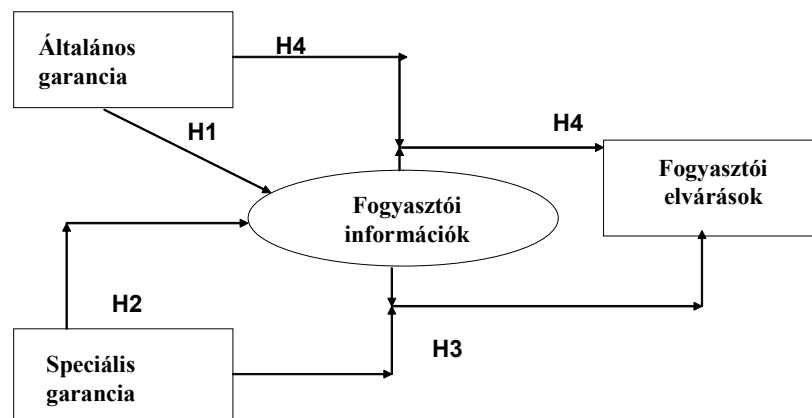 Általános
garancia
H4
H1
H4
Fogyasztói
elvárások
Fogyasztói
információk
H2
H3
Speciális
garancia